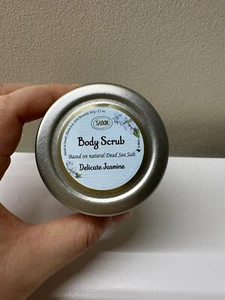 SABON
Body Scrub
Based on natural Dead Sea Salt
Delicate Jasmine